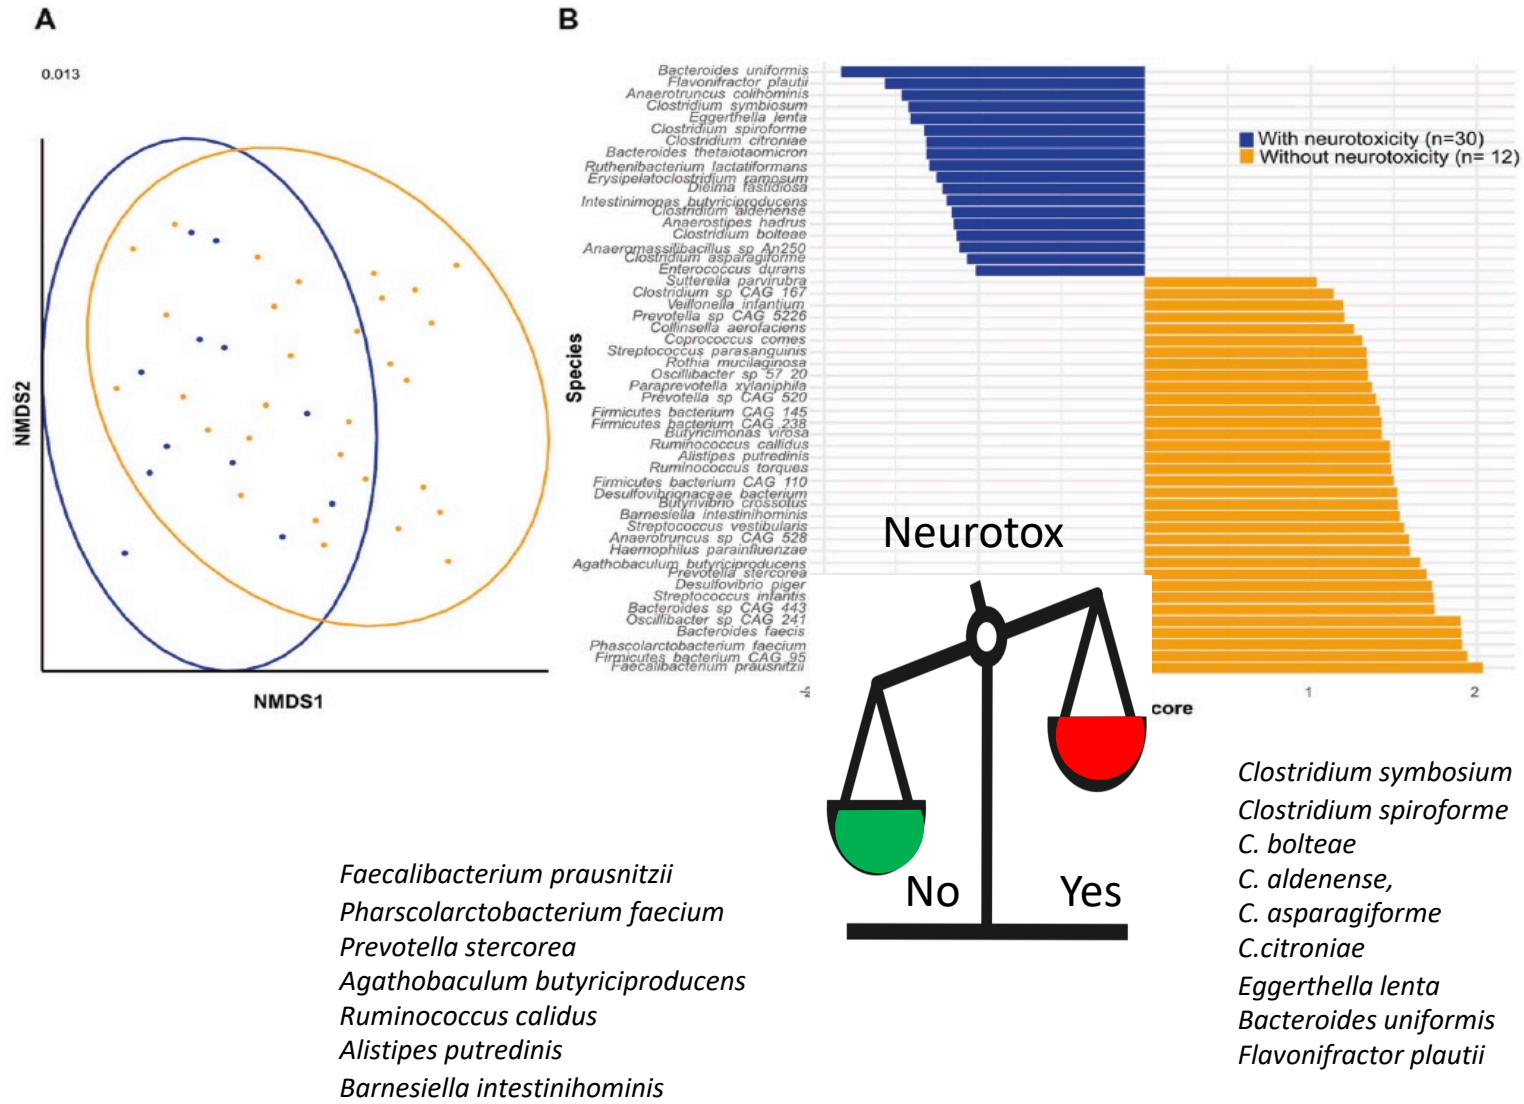 A
B
0.013
NMDS2
NMDS1
Species
Bacteroides uniformis
Flavonifractor plautii
Anaerotruncus colihominis
Clostridium symbiosum
Eggerthella lenta
Clostridium spiroforme
Clostridium citroniae
Bacteroides thetaiotaomicron
Ruthenibacterium lactatiformans
Erysipelatoclostridium ramosum
Dielma fastidiosa
Intestinimonas butyriciproducens
Clostridium aldenense
Anaerostipes hadrus
Clostridium bolteae
Anaeromassilibacillus sp An250
Clostridium asparagiforme
Enterococcus durans
Sutterella parvirubra
Clostridium sp CAG 167
Veillonella infantium
Prevotella sp CAG 5226
Collinsella aerofaciens
Coprococcus comes
Streptococcus parasanguinis
Rothia mucilaginosa
Oscillibacter sp 57 20
Paraprevotella xylaniphila
Prevotella sp CAG 520
Firmicutes bacterium CAG 145
Firmicutes bacterium CAG 238
Butyricimonas virosa
Ruminococcus callidus
Alistipes putredinis
Ruminococcus torques
Firmicutes bacterium CAG 110
Desulfovibrionaceae bacterium
Butyrivibrio crossotus
Barnesiella intestinihominis
Streptococcus vestibularis
Anaerotruncus sp CAG 528
Haemophilus parainfluenzae
Agathobaculum butyriciproducens
Prevotella stercorea
Desulfovibrio piger
Streptococcus infantis
Bacteroides sp CAG 443
Oscillibacter sp CAG 241
Bacteroides faecis
Phascolarctobacterium faecium
Firmicutes bacterium CAG 95
Faecalibacterium prausnitzii
With neurotoxicity (n=30)
Without neurotoxicity (n= 12)
-2
1
2
core
Neurotox
No
Yes
Faecalibacterium prausnitzii
Pharscolarctobacterium faecium
Prevotella stercorea
Agathobaculum butyriciproducens
Ruminococcus calidus
Alistipes putredinis
Barnesiella intestinihominis
Clostridium symbosium
Clostridium spiroforme
C. bolteae
C. aldenense,
C. asparagiforme
C.citroniae
Eggerthella lenta
Bacteroides uniformis
Flavonifractor plautii